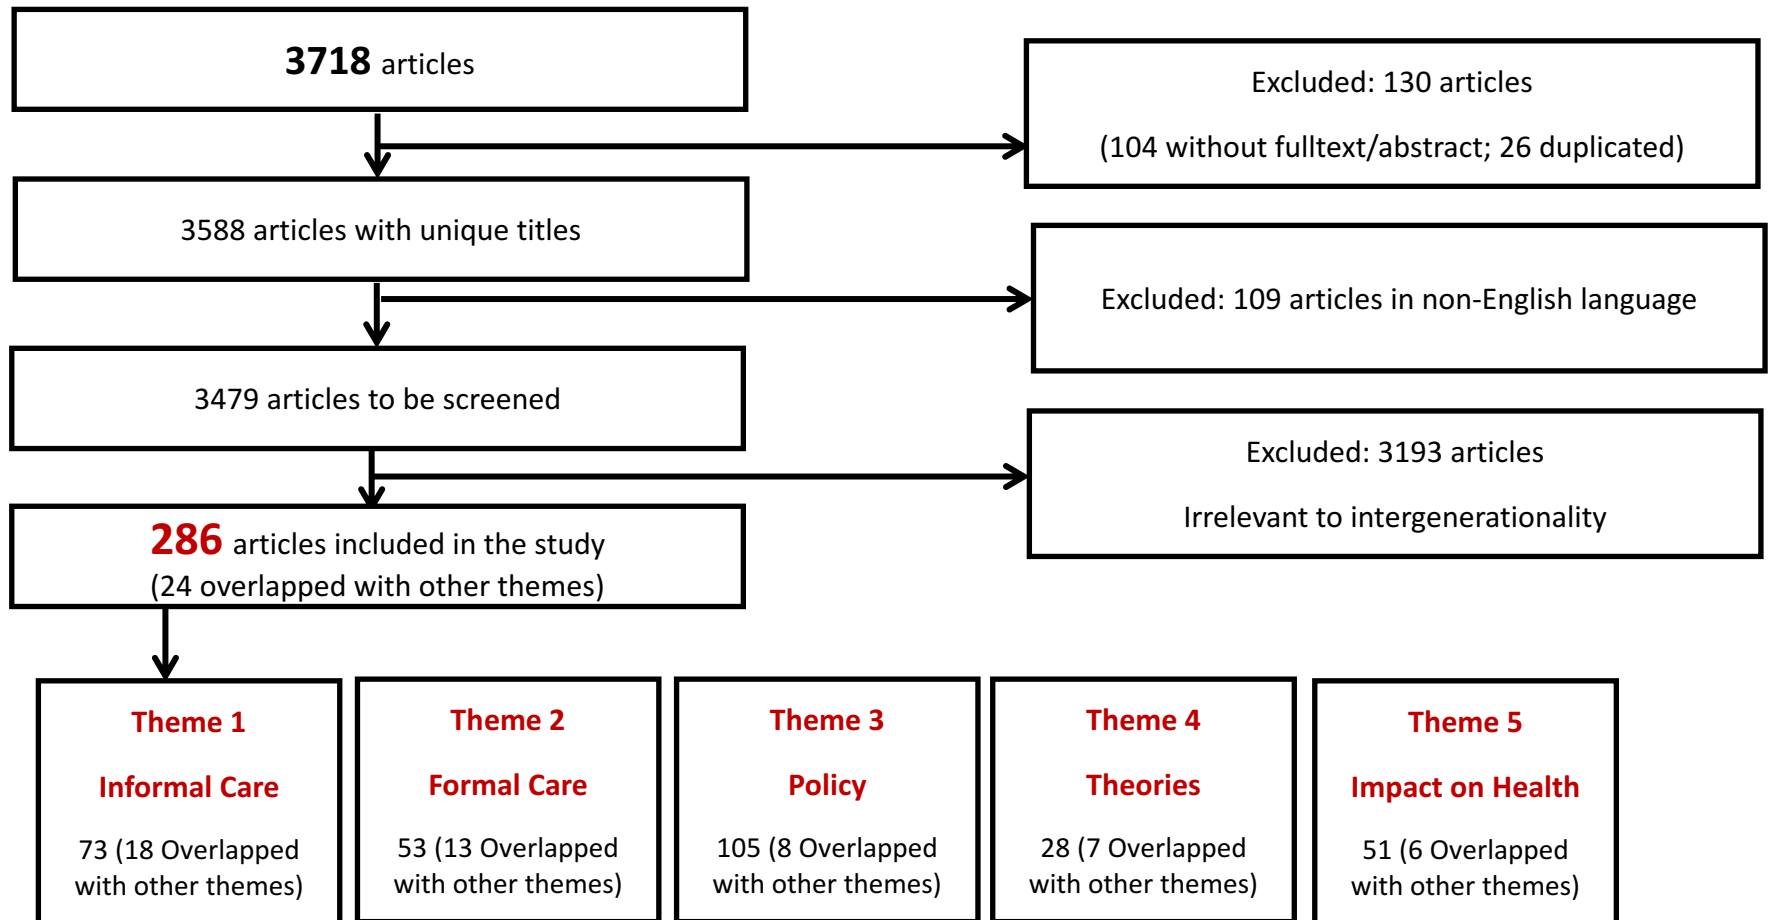 3718 articles
Excluded: 130 articles
(104 without fulltext/abstract; 26 duplicated)
3588 articles with unique titles
Excluded: 109 articles in non-English language
3479 articles to be screened
Excluded: 3193 articles
Irrelevant to intergenerationality
286 articles included in the study
(24 overlapped with other themes)
Theme 1
Informal Care
73 (18 Overlapped
with other themes)
Theme 2
Formal Care
53 (13 Overlapped
with other themes)
Theme 3
Policy
105 (8 Overlapped
with other themes)
Theme 4
Theories
28 (7 Overlapped
with other themes)
Theme 5
Impact on Health
51 (6 Overlapped
with other themes)